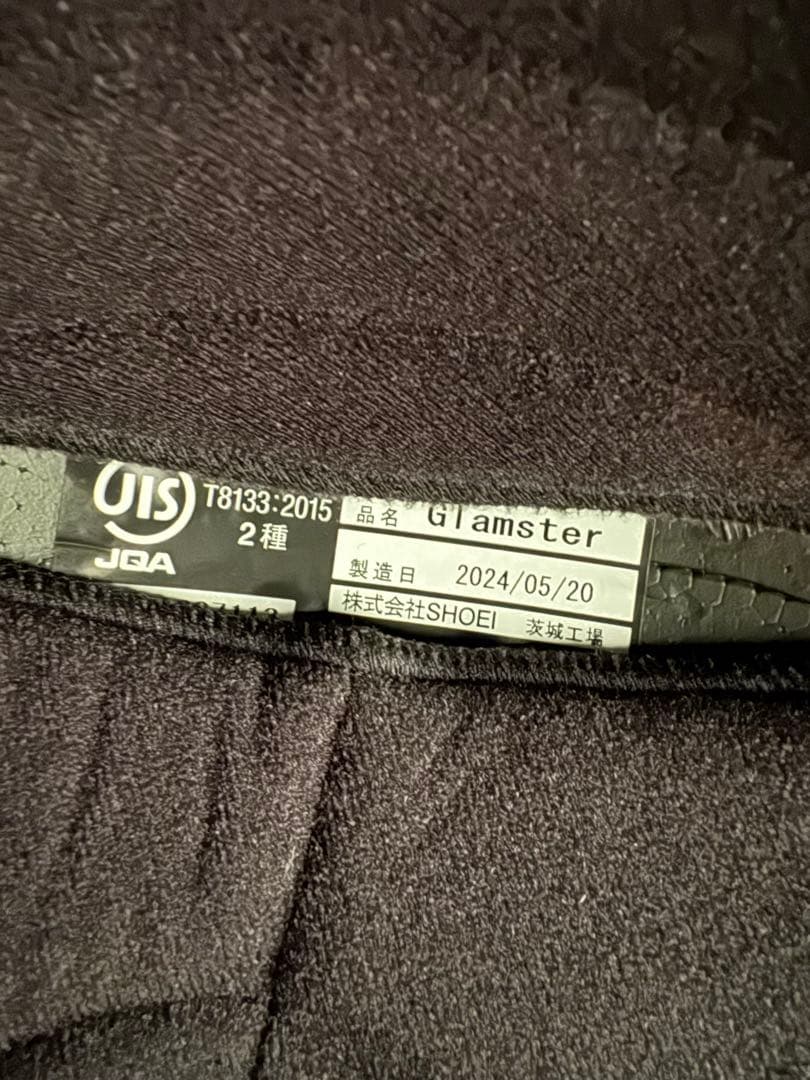 JIS T8133:2015
2種
JQA
品名 Glamster
製造日 2024/05/20
株式会社SHOEI 茨城工場